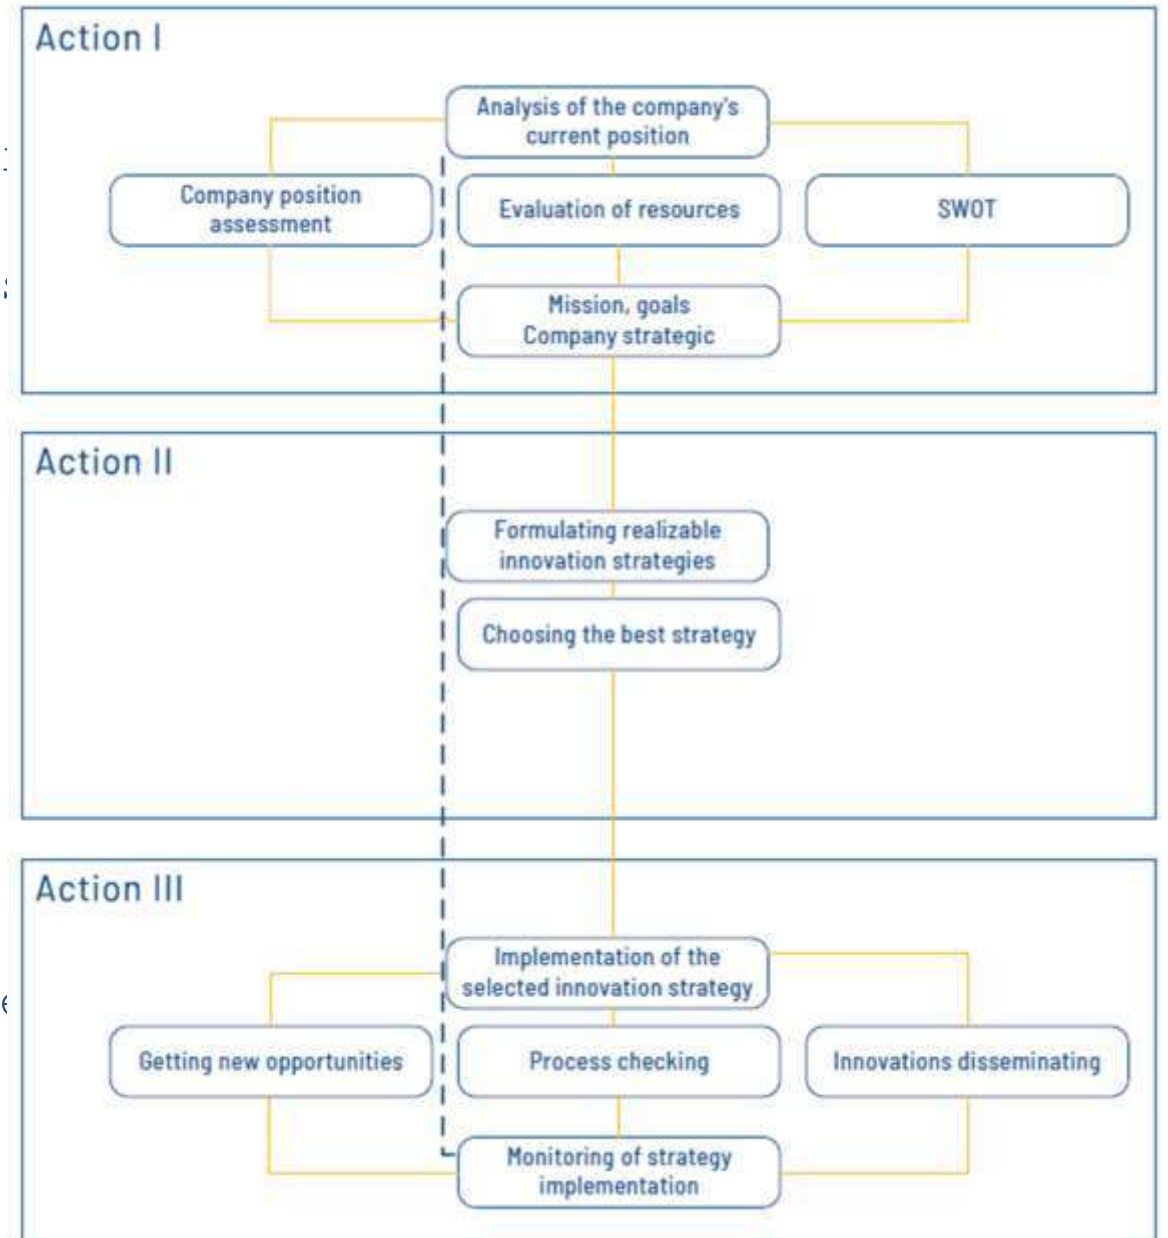 Action I
Analysis of the company's
current position
Company position
assessment
Evaluation of resources
SWOT
Mission, goals
Company strategic
Action II
Formulating realizable
innovation strategies
Choosing the best strategy
Action III
Implementation of the
selected innovation strategy
Getting new opportunities
Process checking
Innovations disseminating
Monitoring of strategy
implementation